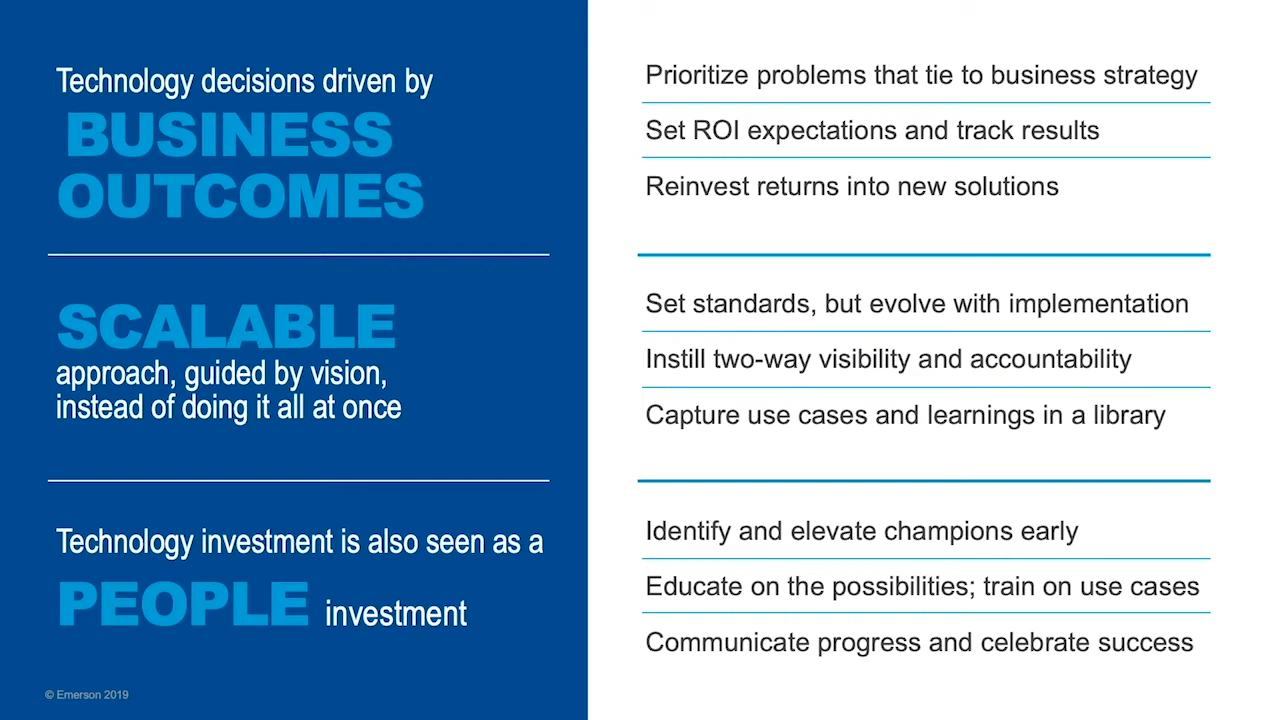 Technology decisions driven by
BUSINESS
OUTCOMES
Prioritize problems that tie to business strategy
Set ROI expectations and track results
Reinvest returns into new solutions
SCALABLE
approach, guided by vision,
instead of doing it all at once
Set standards, but evolve with implementation
Instill two-way visibility and accountability
Capture use cases and learnings in a library
Technology investment is also seen as a
PEOPLE investment
Identify and elevate champions early
Educate on the possibilities; train on use cases
Communicate progress and celebrate success
© Emerson 2019